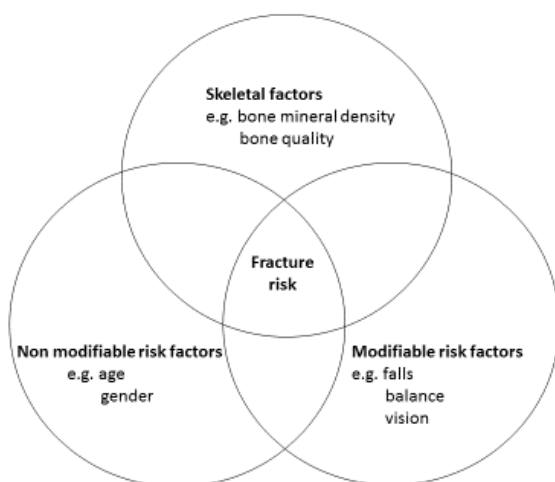 Skeletal factors
e.g. bone mineral density
bone quality
Fracture
risk
Non modifiable risk factors
e.g. age
gender
Modifiable risk factors
e.g. falls
balance
vision